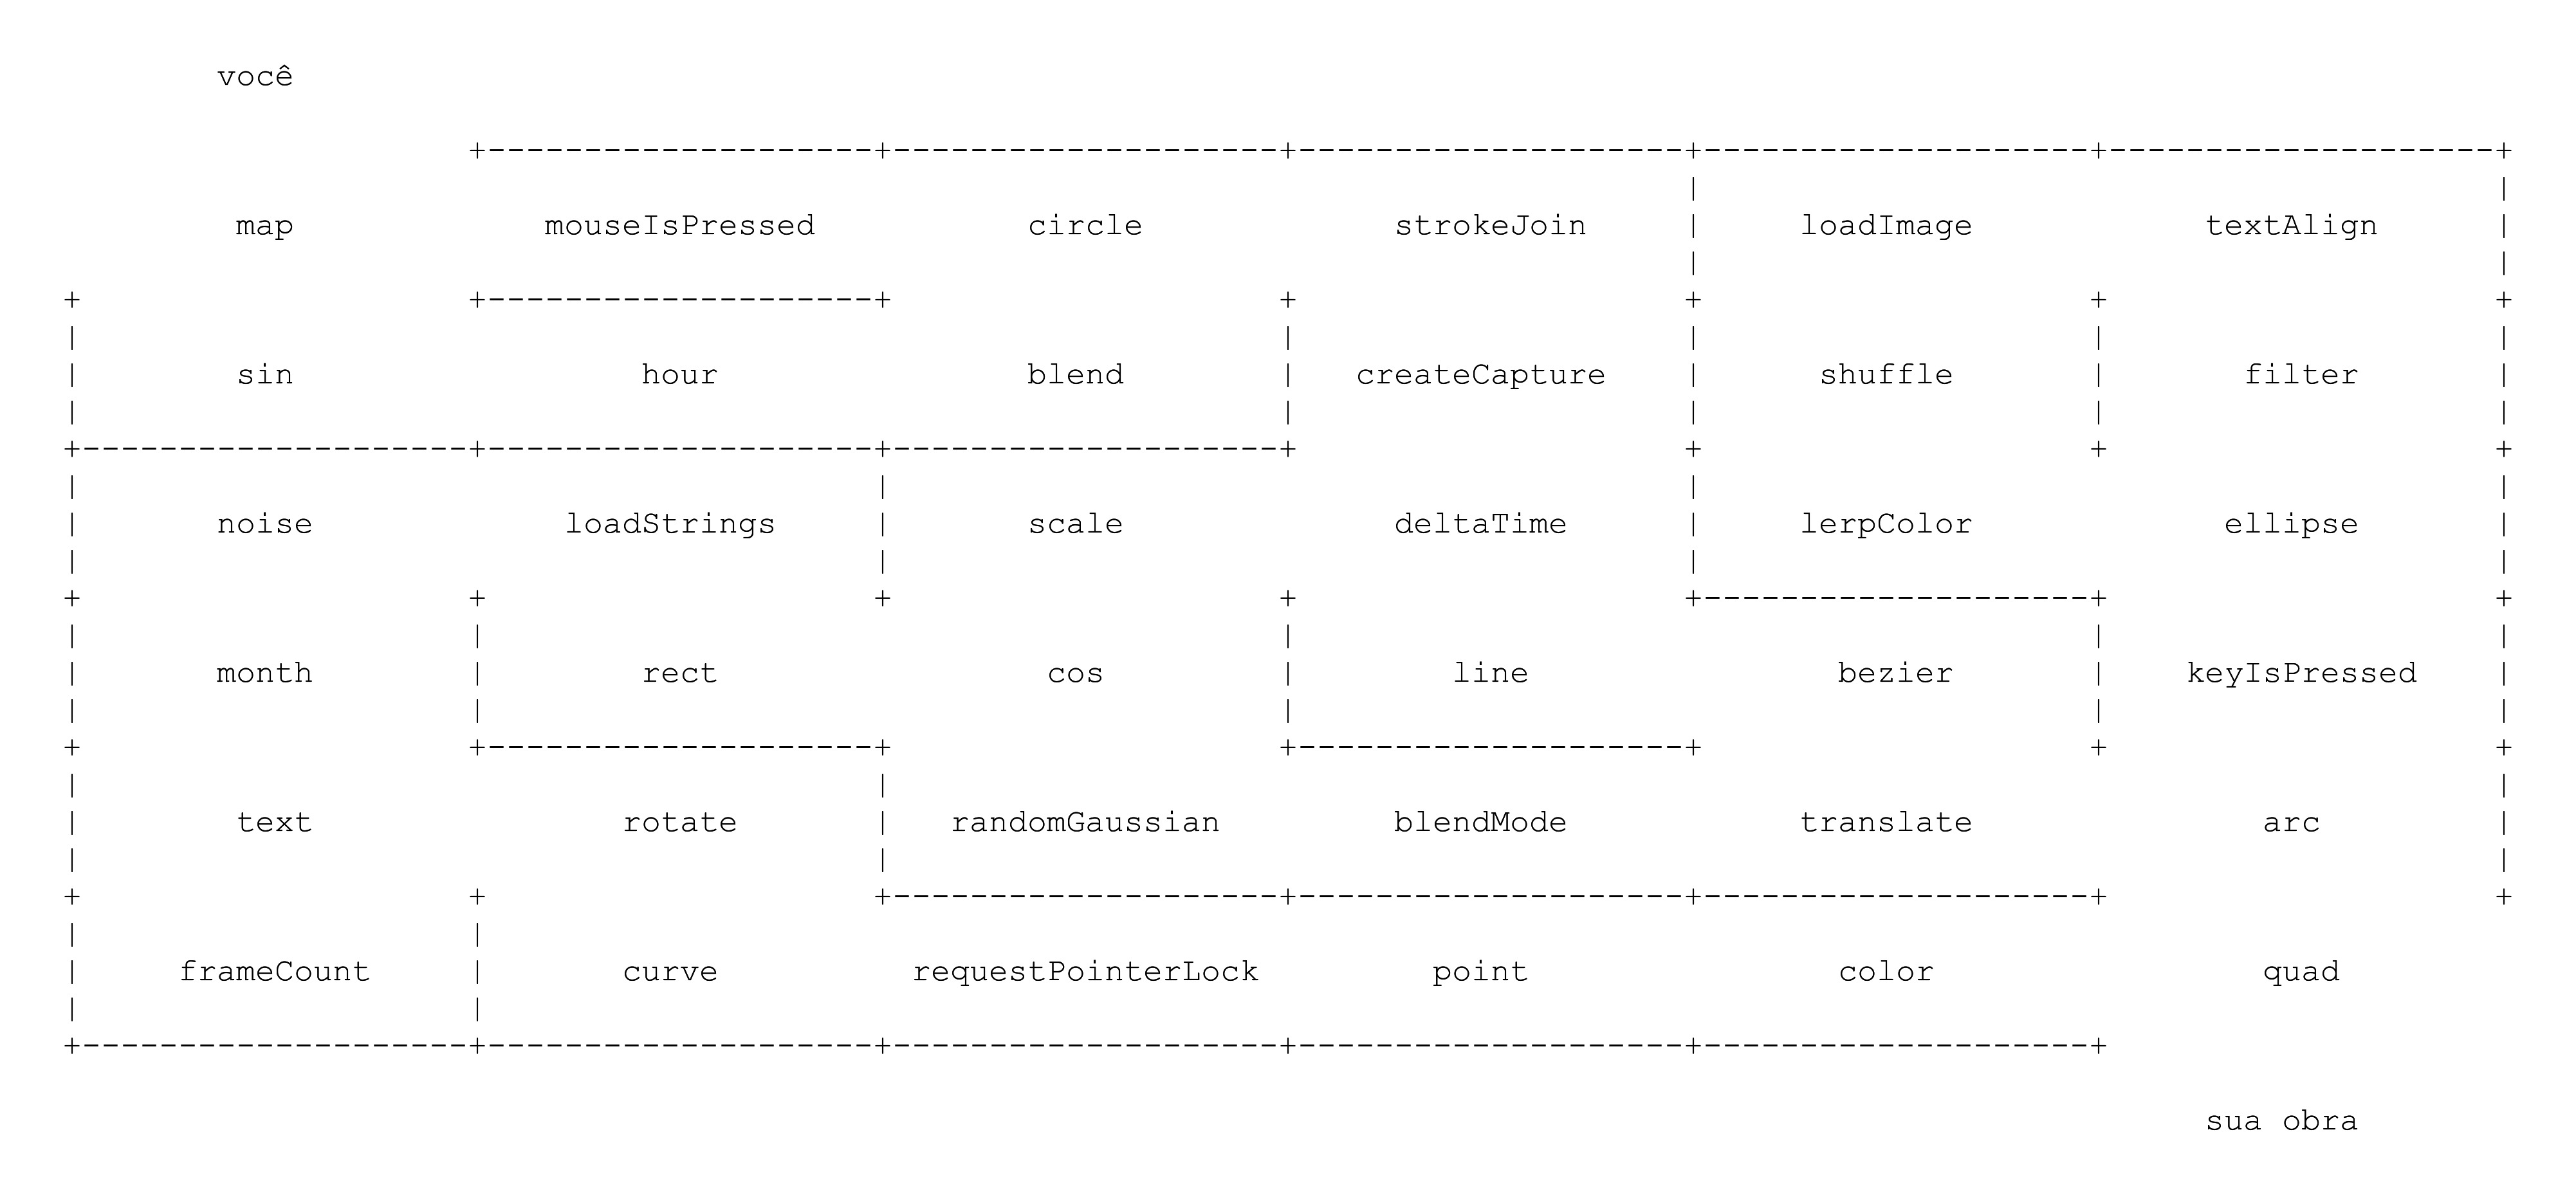 você
map mouseIsPressed circle strokeJoin loadImage textAlign
sin hour blend createCapture shuffle filter
noise loadStrings scale deltaTime lerpColor ellipse
month rect cos line bezier keyIsPressed
text rotate randomGaussian blendMode translate arc
frameCount curve requestPointerLock point color quad
sua obra